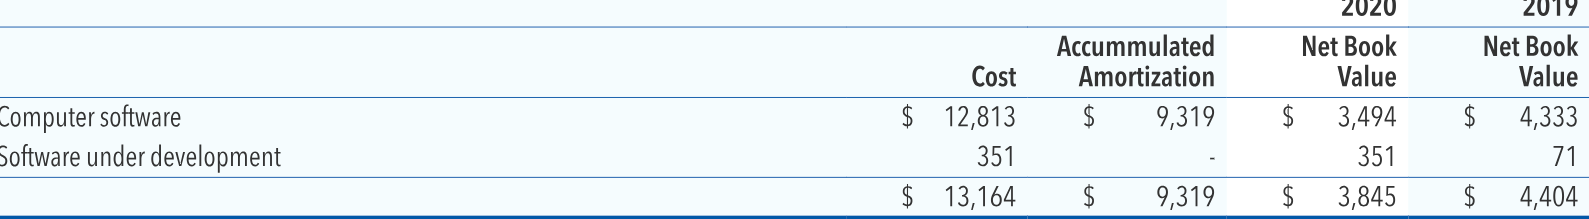 2020 2019
Accummulated Net Book Net Book
Cost Amortization Value Value
Computer software $ 12,813 $ 9,319 $ 3,494 $ 4,333
Software under development 351 - 351 71
$ 13,164 $ 9,319 $ 3,845 $ 4,404